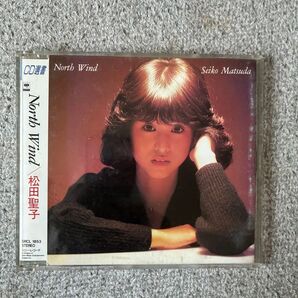 CD選書
North Wind/松田聖子
SRCL 1853
STEREO
North Wind
Seiko Matsuda